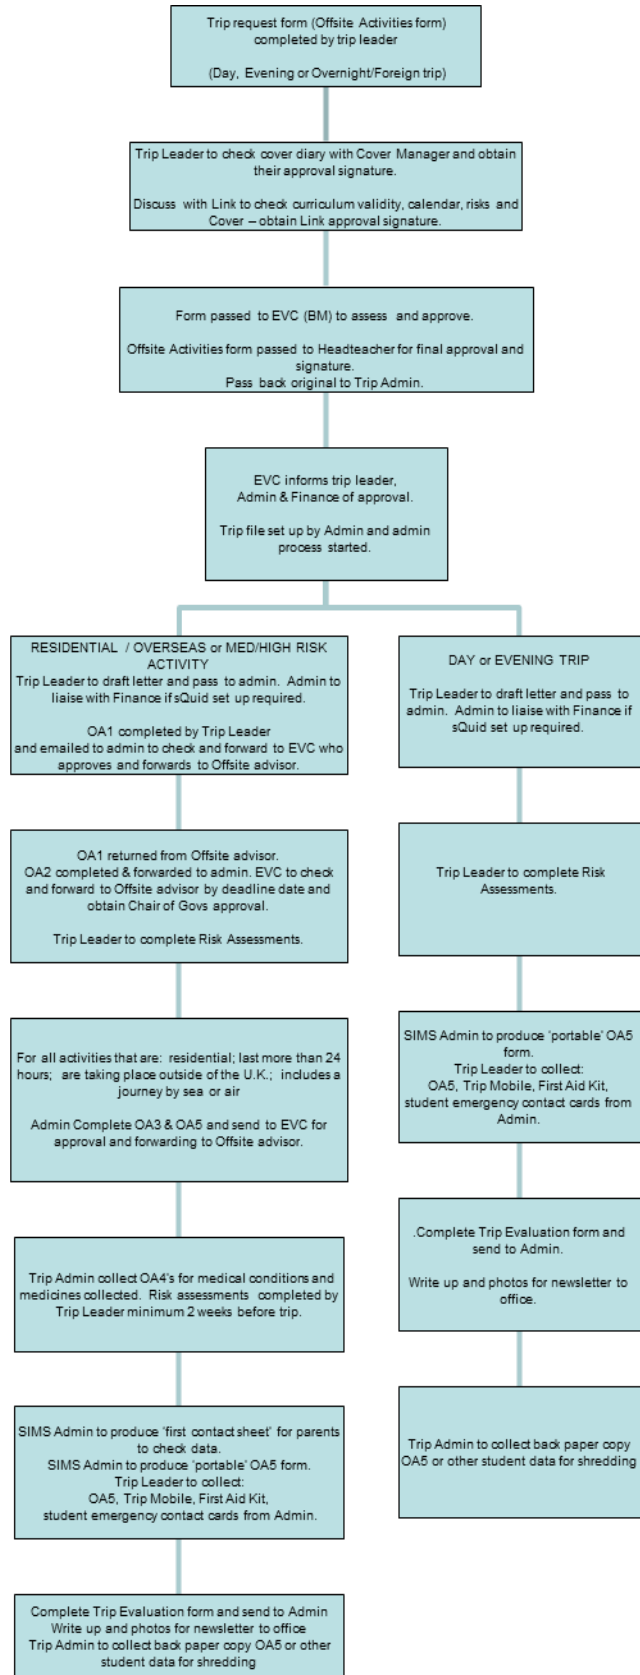 Trip request form (Offsite Activities form)
completed by trip leader
(Day, Evening or Overnight/Foreign trip)
Trip Leader to check cover diary with Cover Manager and obtain
their approval signature.
Discuss with Link to check curriculum validity, calendar, risks and
Cover – obtain Link approval signature.
Form passed to EVC (BM) to assess and approve.
Offsite Activities form passed to Headteacher for final approval and
signature.
Pass back original to Trip Admin.
EVC informs trip leader,
Admin & Finance of approval.
Trip file set up by Admin and admin
process started.
RESIDENTIAL / OVERSEAS or MED/HIGH RISK
ACTIVITY
Trip Leader to draft letter and pass to admin. Admin to
liaise with Finance if sQuid set up required.
OA1 completed by Trip Leader
and emailed to admin to check and forward to EVC who
approves and forwards to Offsite advisor.
OA1 returned from Offsite advisor.
OA2 completed & forwarded to admin. EVC to check
and forward to Offsite advisor by deadline date and
obtain Chair of Govs approval.
Trip Leader to complete Risk Assessments.
For all activities that are: residential; last more than 24
hours; are taking place outside of the U.K.; includes a
journey by sea or air
Admin Complete OA3 & OA5 and send to EVC for
approval and forwarding to Offsite advisor.
Trip Admin collect OA4's for medical conditions and
medicines collected. Risk assessments completed by
Trip Leader minimum 2 weeks before trip.
SIMS Admin to produce 'first contact sheet' for parents
to check data.
SIMS Admin to produce 'portable' OA5 form.
Trip Leader to collect:
OA5, Trip Mobile, First Aid Kit,
student emergency contact cards from Admin.
Complete Trip Evaluation form and send to Admin
Write up and photos for newsletter to office
Trip Admin to collect back paper copy OA5 or other
student data for shredding
DAY or EVENING TRIP
Trip Leader to draft letter and pass to
admin. Admin to liaise with Finance if
sQuid set up required.
Trip Leader to complete Risk
Assessments.
SIMS Admin to produce 'portable' OA5
form.
Trip Leader to collect:
OA5, Trip Mobile, First Aid Kit,
student emergency contact cards from
Admin.
.Complete Trip Evaluation form and
send to Admin.
Write up and photos for newsletter to
office.
Trip Admin to collect back paper copy
OA5 or other student data for shredding